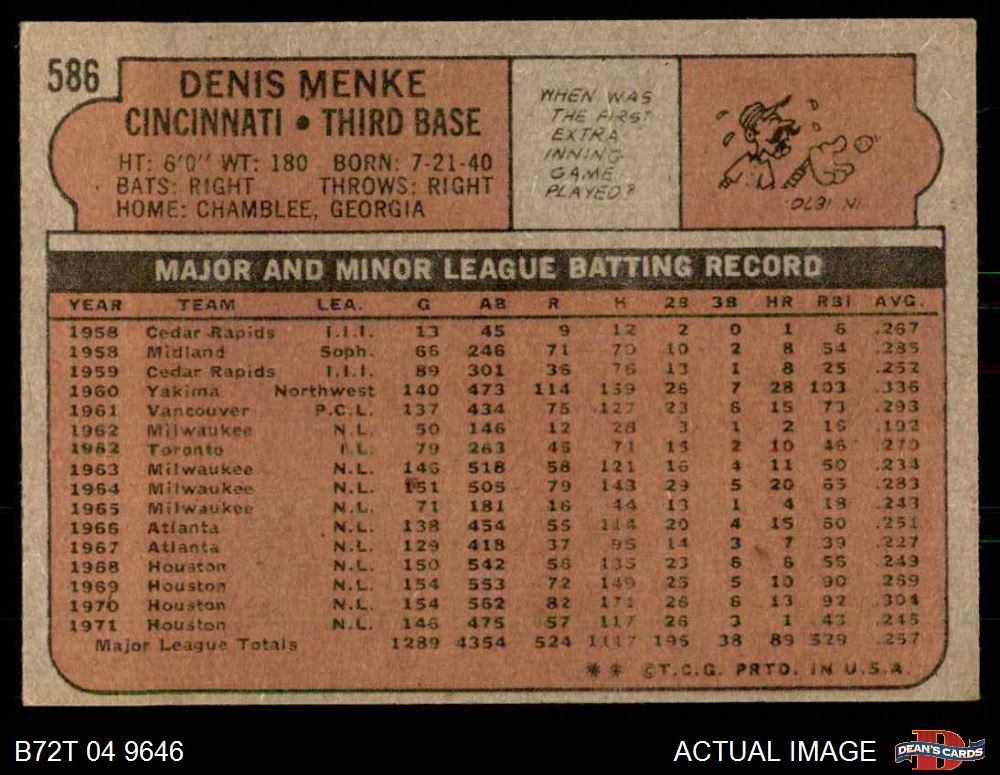 586
DENIS MENKE
CINCINNATI • THIRD BASE
HT: 6'0" WT: 180 BORN: 7-21-40
BATS: RIGHT THROWS: RIGHT
HOME: CHAMBLEE, GEORGIA
WHEN WAS
THE FIRST
EXTRA
INNING
GAME
PLAYED?
IN 1870.
MAJOR AND MINOR LEAGUE BATTING RECORD
YEAR TEAM LEA. G AB R H 2B 3B HR RBI AVG.
1958 Cedar Rapids I.I.I. 13 45 9 12 2 0 1 6 .267
1958 Midland Soph. 66 246 71 70 10 2 8 54 .285
1959 Cedar Rapids I.I.I. 89 301 36 76 13 1 8 25 .252
1960 Yakima Northwest 140 473 114 159 26 7 28 103 .336
1961 Vancouver P.C.L. 137 434 75 127 23 6 15 73 .293
1962 Milwaukee N.L. 50 146 12 28 3 1 2 16 .192
1962 Toronto I.L. 79 263 45 71 2 10 46 .270
1963 Milwaukee N.L. 146 518 58 121 16 4 11 50 .234
1964 Milwaukee N.L. 151 505 79 143 29 5 20 65 .283
1965 Milwaukee N.L. 71 181 16 44 13 1 4 18 .243
1966 Atlanta N.L. 138 454 55 114 20 4 15 60 .251
1967 Atlanta N.L. 129 418 37 95 14 3 7 39 .227
1968 Houston N.L. 150 542 56 135 23 6 6 56 .249
1969 Houston N.L. 154 553 72 149 25 5 10 90 .269
1970 Houston N.L. 154 562 82 171 26 6 13 92 .304
1971 Houston N.L. 146 475 57 117 26 3 1 43 .246
Major League Totals 1289 4354 524 1117 195 38 89 529 .257
** ©T.C.G. PRTD. IN U.S.A.
B72T 04 9646
ACTUAL IMAGE
DEAN'S CARDS